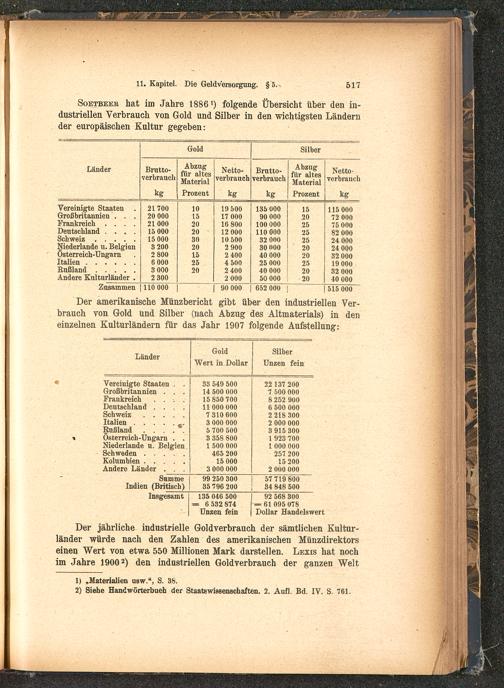 11. Kapitel. Die Geldversorgung. § 5. 517
SOETBEER hat im Jahre 1886 1) folgende Übersicht über den in-
dustriellen Verbrauch von Gold und Silber in den wichtigsten Ländern
der europäischen Kultur gegeben:
Länder Gold Silber
Brutto-verbrauch Abzug für altes Material Netto-verbrauch Brutto-verbrauch Abzug für altes Material Netto-verbrauch
kg Prozent kg kg Prozent kg
Vereinigte Staaten . 21 700 10 19 500 135 000 15 115 000
Großbritannien . . . 20 000 15 17 000 90 000 20 72 000
Frankreich . . . . 21 000 20 16 800 100 000 25 75 000
Deutschland . . . . 15 000 20 12 000 110 000 25 82 000
Schweiz . . . . . 15 000 30 10 500 32 000 25 24 000
Niederlande u. Belgien 3 200 20 2 900 30 000 20 24 000
Österreich-Ungarn . 2 800 15 2 400 40 000 20 32 000
Italien . . . . . . 6 000 25 4 500 25 000 25 19 000
Rußland . . . . . 3 000 20 2 400 40 000 20 32 000
Andere Kulturländer . 2 300 2 000 50 000 20 40 000
Zusammen 110 000 90 000 652 000 515 000
Der amerikanische Münzbericht gibt über den industriellen Ver-
brauch von Gold und Silber (nach Abzug des Altmaterials) in den
einzelnen Kulturländern für das Jahr 1907 folgende Aufstellung:
Länder Gold Silber
Wert in Dollar Unzen fein
Vereinigte Staaten . . 33 549 500 22 137 200
Großbritannien . . . 14 500 000 7 500 000
Frankreich . . . . 15 850 700 8 252 900
Deutschland . . . . 11 000 000 6 500 000
Schweiz . . . . . 7 310 600 2 218 300
Italien . . . . . . 3 000 000 2 000 000
Rußland . . . . . 5 700 500 3 915 300
Österreich-Ungarn . . 3 358 800 1 923 700
Niederlande u. Belgien 1 500 000 1 000 000
Schweden . . . . . 465 200 257 200
Kolumbien . . . . . 15 000 15 200
Andere Länder . . . 3 000 000 2 000 000
Summe 99 250 300 57 719 800
Indien (Britisch) 35 796 200 34 848 500
Insgesamt 135 046 500 92 568 300
= 6 532 874 = 61 095 078
Unzen fein Dollar Handelswert
Der jährliche industrielle Goldverbrauch der sämtlichen Kultur-
länder würde nach den Zahlen des amerikanischen Münzdirektors
einen Wert von etwa 550 Millionen Mark darstellen. LEXIS hat noch
im Jahre 1900 2) den industriellen Goldverbrauch der ganzen Welt
1) „Materialien usw.“, S. 38.
2) Siehe Handwörterbuch der Staatswissenschaften. 2. Aufl. Bd. IV. S. 761.